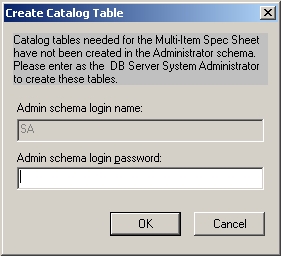 Create Catalog Table
Catalog tables needed for the Multi-Item Spec Sheet
have not been created in the Administrator schema.
Please enter as the DB Server System Administrator
to create these tables.
Admin schema login name:
SA
Admin schema login password:
OK
Cancel